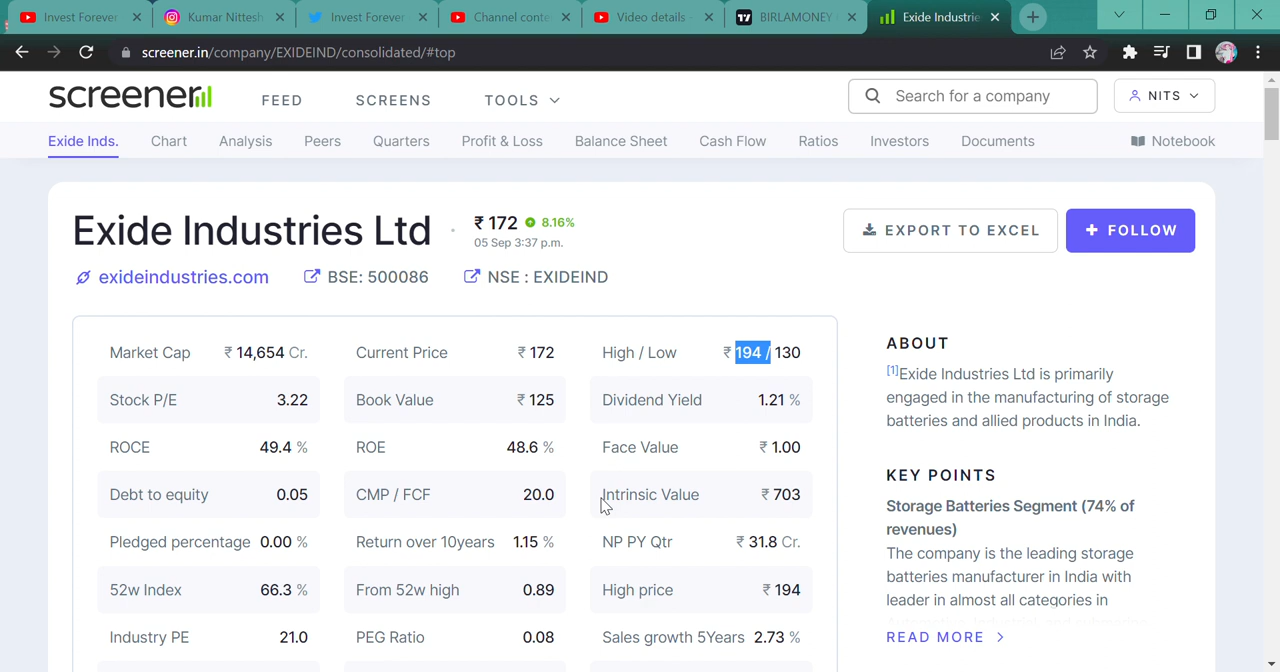 Invest Forever
Kumar Nittesh
Invest Forever
Channel conte
Video details -
BIRLAMONEY
Exide Industrie
screener.in/company/EXIDEIND/consolidated/#top
screener
FEED
SCREENS
TOOLS
Search for a company
NITS
Exide Inds.
Chart
Analysis
Peers
Quarters
Profit & Loss
Balance Sheet
Cash Flow
Ratios
Investors
Documents
Notebook
Exide Industries Ltd
₹ 172 8.16%
05 Sep 3:37 p.m.
EXPORT TO EXCEL
+ FOLLOW
exideindustries.com
BSE: 500086
NSE : EXIDEIND
Market Cap ₹ 14,654 Cr.
Current Price ₹ 172
High / Low ₹ 194 / 130
Stock P/E 3.22
Book Value ₹ 125
Dividend Yield 1.21 %
ROCE 49.4 %
ROE 48.6 %
Face Value ₹ 1.00
Debt to equity 0.05
CMP / FCF 20.0
Intrinsic Value ₹ 703
Pledged percentage 0.00 %
Return over 10years 1.15 %
NP PY Qtr ₹ 31.8 Cr.
52w Index 66.3 %
From 52w high 0.89
High price ₹ 194
Industry PE 21.0
PEG Ratio 0.08
Sales growth 5Years 2.73 %
ABOUT
[1]Exide Industries Ltd is primarily
engaged in the manufacturing of storage
batteries and allied products in India.
KEY POINTS
Storage Batteries Segment (74% of
revenues)
The company is the leading storage
batteries manufacturer in India with
leader in almost all categories in
READ MORE